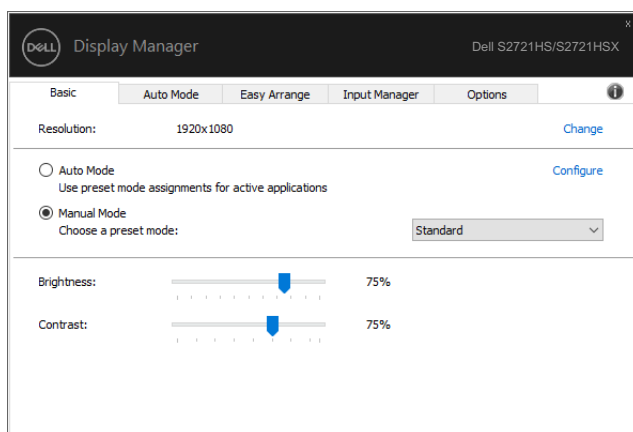 DELL Display Manager Dell S2721HS/S2721HSX
x
Basic Auto Mode Easy Arrange Input Manager Options
Resolution: 1920x1080 Change
Auto Mode Configure
Use preset mode assignments for active applications
Manual Mode
Choose a preset mode: Standard
Brightness: 75%
Contrast: 75%